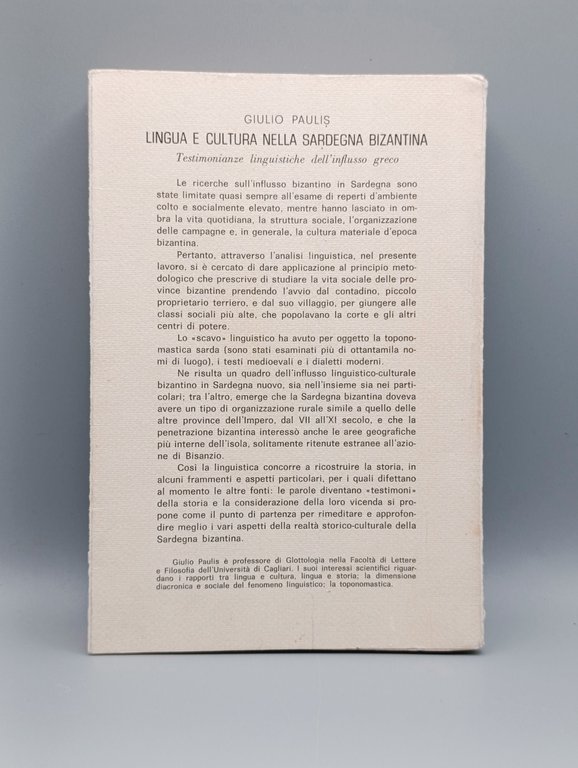 GIULIO PAULIS
LINGUA E CULTURA NELLA SARDEGNA BIZANTINA
Testimonianze linguistiche dell'influsso greco
Le ricerche sull'influsso bizantino in Sardegna sono
state limitate quasi sempre all'esame di reperti d'ambiente
colto e socialmente elevato, mentre hanno lasciato in om-
bra la vita quotidiana, la struttura sociale, l'organizzazione
delle campagne e, in generale, la cultura materiale d'epoca
bizantina.
Pertanto, attraverso l'analisi linguistica, nel presente
lavoro, si è cercato di dare applicazione al principio meto-
dologico che prescrive di studiare la vita sociale delle pro-
vince bizantine prendendo l'avvio dal contadino, piccolo
proprietario terriero, e dal suo villaggio, per giungere alle
classi sociali più alte, che popolavano la corte e gli altri
centri di potere.
Lo «scavo» linguistico ha avuto per oggetto la topono-
mastica sarda (sono stati esaminati più di ottantamila no-
mi di luogo), i testi medioevali e i dialetti moderni.
Ne risulta un quadro dell'influsso linguistico-culturale
bizantino in Sardegna nuovo, sia nell'insieme sia nei parti-
colari; tra l'altro, emerge che la Sardegna bizantina doveva
avere un tipo di organizzazione rurale simile a quello delle
altre province dell'Impero, dal VII all'XI secolo, e che la
penetrazione bizantina interessò anche le aree geografiche
più interne dell'isola, solitamente ritenute estranee all'azio-
ne di Bisanzio.
Così la linguistica concorre a ricostruire la storia, in
alcuni frammenti e aspetti particolari, per i quali difettano
al momento le altre fonti: le parole diventano «testimoni»
della storia e la considerazione della loro vicenda si pro-
pone come il punto di partenza per rimeditare e approfon-
dire meglio i vari aspetti della realtà storico-culturale della
Sardegna bizantina.
Giulio Paulis è professore di Glottologia nella Facoltà di Lettere
e Filosofia dell'Università di Cagliari. I suoi interessi scientifici riguar-
dano i rapporti tra lingua e cultura, lingua e storia; la dimensione
diacronica e sociale del fenomeno linguistico; la toponomastica.